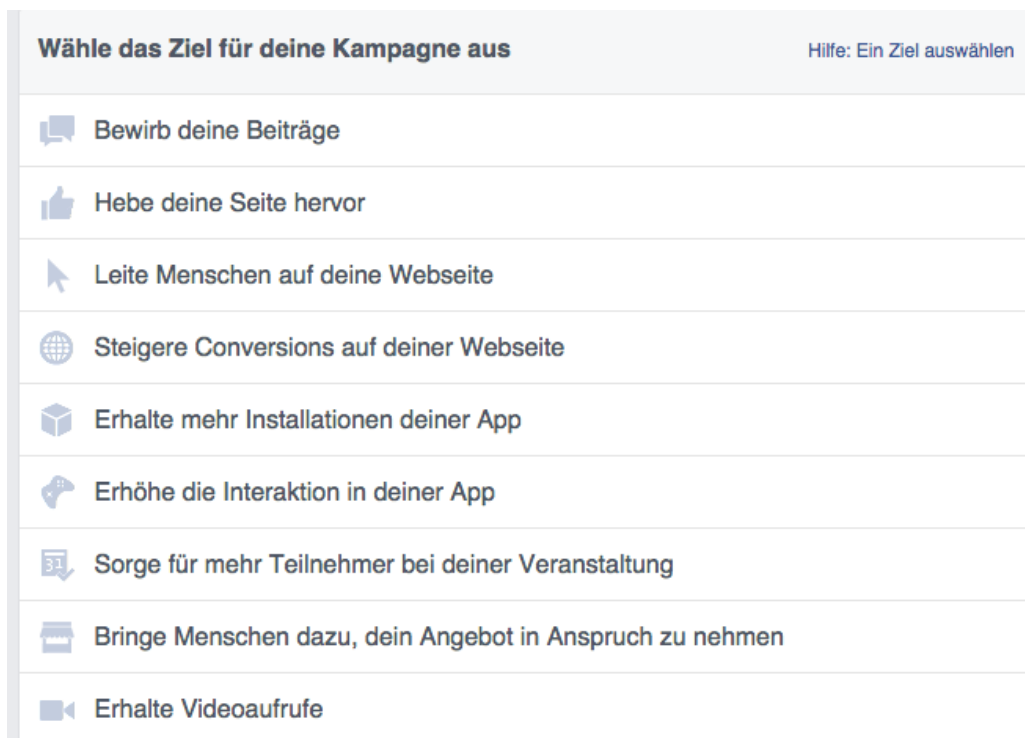 Wähle das Ziel für deine Kampagne aus
Hilfe: Ein Ziel auswählen
Bewirb deine Beiträge
Hebe deine Seite hervor
Leite Menschen auf deine Webseite
Steigere Conversions auf deiner Webseite
Erhalte mehr Installationen deiner App
Erhöhe die Interaktion in deiner App
31
Sorge für mehr Teilnehmer bei deiner Veranstaltung
Bringe Menschen dazu, dein Angebot in Anspruch zu nehmen
Erhalte Videoaufrufe